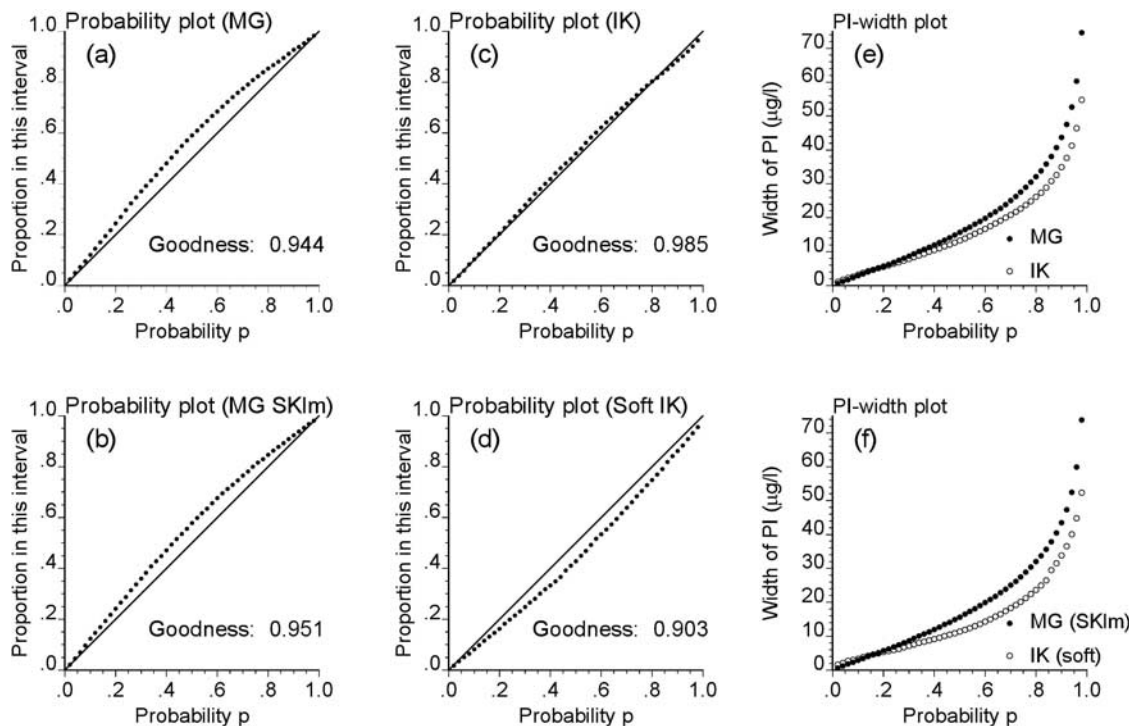 Probability plot (MG)
(a)
1.0
.8
.6
.4
.2
.0
Proportion in this interval
Goodness: 0.944
.0 .2 .4 .6 .8 1.0
Probability p
Probability plot (IK)
(c)
1.0
.8
.6
.4
.2
.0
Proportion in this interval
Goodness: 0.985
.0 .2 .4 .6 .8 1.0
Probability p
PI-width plot
(e)
70
60
50
40
30
20
10
0
Width of PI (µg/l)
MG
IK
.0 .2 .4 .6 .8 1.0
Probability p
Probability plot (MG SKlm)
(b)
1.0
.8
.6
.4
.2
.0
Proportion in this interval
Goodness: 0.951
.0 .2 .4 .6 .8 1.0
Probability p
Probability plot (Soft IK)
(d)
1.0
.8
.6
.4
.2
.0
Proportion in this interval
Goodness: 0.903
.0 .2 .4 .6 .8 1.0
Probability p
PI-width plot
(f)
70
60
50
40
30
20
10
0
Width of PI (µg/l)
MG (SKlm)
IK (soft)
.0 .2 .4 .6 .8 1.0
Probability p